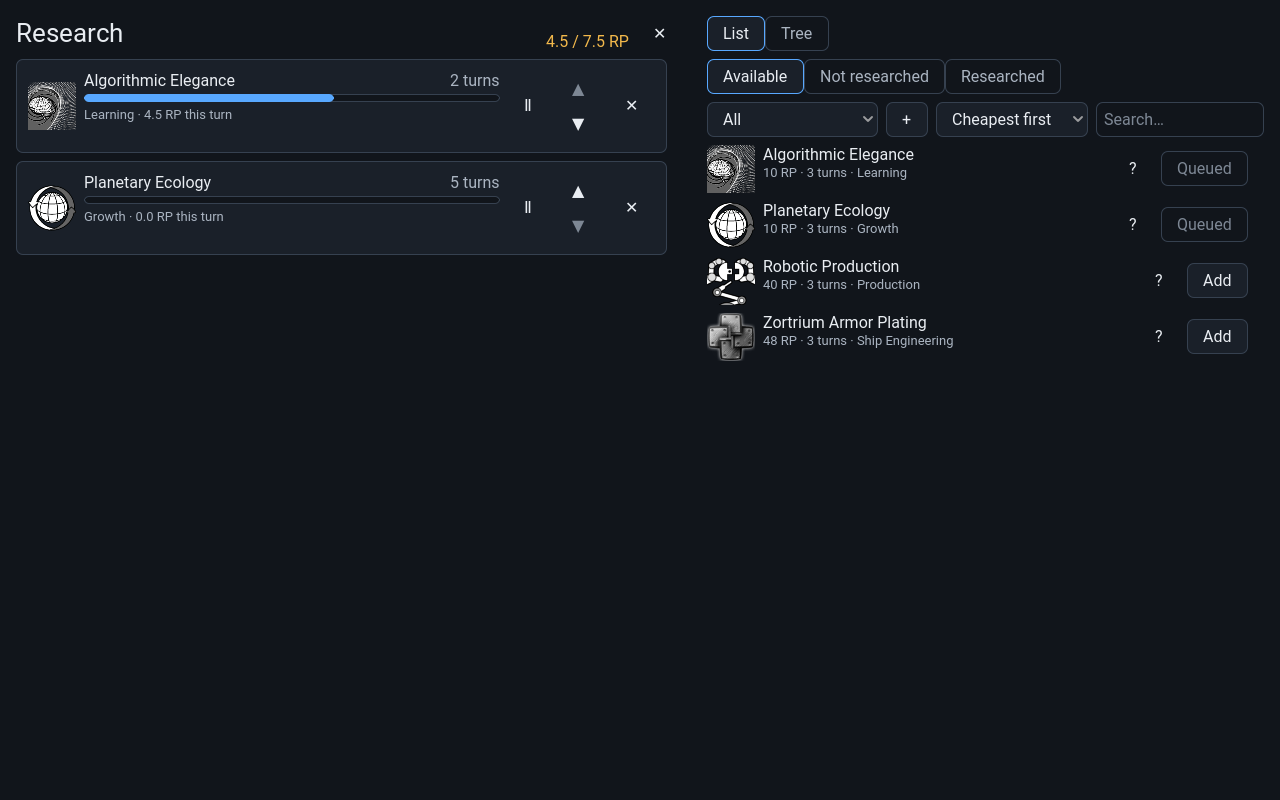 Research
4.5 / 7.5 RP
×
Algorithmic Elegance
2 turns
Learning · 4.5 RP this turn
×
Planetary Ecology
5 turns
Growth · 0.0 RP this turn
×
List
Tree
Available
Not researched
Researched
All
+
Cheapest first
Search…
Algorithmic Elegance
10 RP · 3 turns · Learning
?
Queued
Planetary Ecology
10 RP · 3 turns · Growth
?
Queued
Robotic Production
40 RP · 3 turns · Production
?
Add
Zortrium Armor Plating
48 RP · 3 turns · Ship Engineering
?
Add